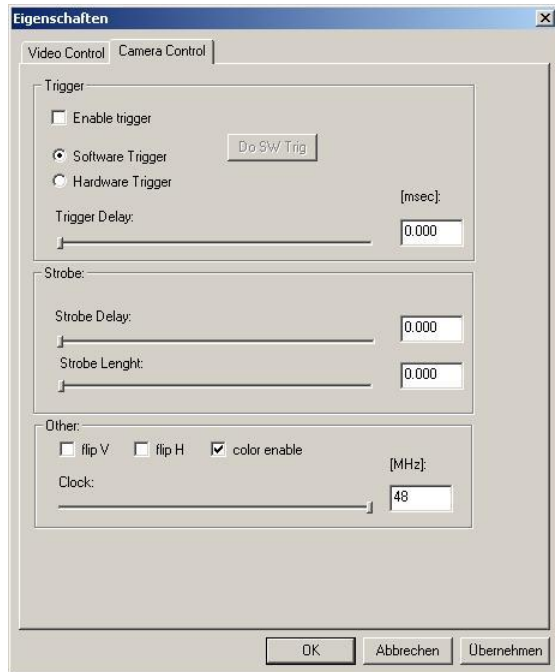 Eigenschaften
Video Control Camera Control
Trigger
Enable trigger
Do SW Trig
Software Trigger
Hardware Trigger
[msec]:
Trigger Delay:
0.000
Strobe:
Strobe Delay:
0.000
Strobe Lenght:
0.000
Other:
flip V flip H color enable
[MHz]:
Clock:
48
OK Abbrechen Übernehmen